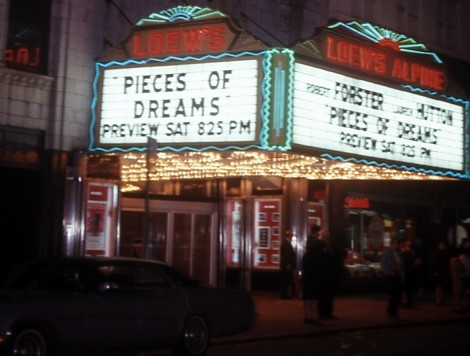 LOEW'S
"PIECES OF
DREAMS"
PREVIEW SAT 825 PM
LOEW'S ALPINE
ROBERT FORSTER LAUREN HUTTON
"PIECES OF DREAMS"
PREVIEW SAT 825 PM